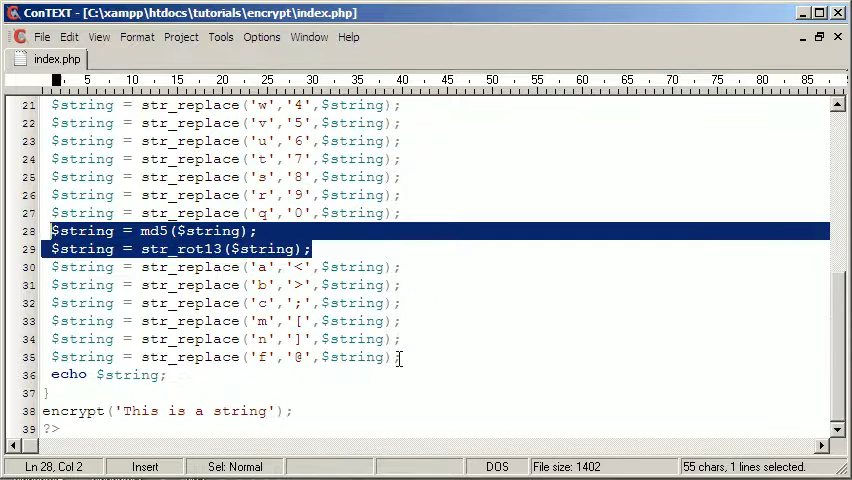 ConTEXT - [C:\xampp\htdocs\tutorials\encrypt\index.php]
File Edit View Format Project Tools Options Window Help
index.php
5 10 15 20 25 30 35 40 45 50 55 60 65 70 75 80 85
21 $string = str_replace('w','4',$string);
22 $string = str_replace('v','5',$string);
23 $string = str_replace('u','6',$string);
24 $string = str_replace('t','7',$string);
25 $string = str_replace('s','8',$string);
26 $string = str_replace('r','9',$string);
27 $string = str_replace('q','0',$string);
28 $string = md5($string);
29 $string = str_rot13($string);
30 $string = str_replace('a','<',$string);
31 $string = str_replace('b','>',$string);
32 $string = str_replace('c',';',$string);
33 $string = str_replace('m','[',$string);
34 $string = str_replace('n',']',$string);
35 $string = str_replace('f','@',$string);
36 echo $string;
37 }
38 encrypt('This is a string');
39 ?>
Ln 28, Col 2 Insert Sel: Normal DOS File size: 1402 55 chars, 1 lines selected.